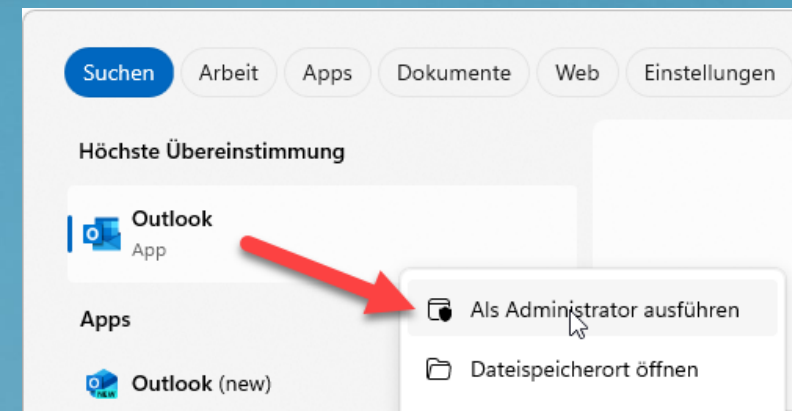 Suchen Arbeit Apps Dokumente Web Einstellungen
Höchste Übereinstimmung
Outlook
App
Als Administrator ausführen
Apps
Dateispeicherort öffnen
Outlook (new)